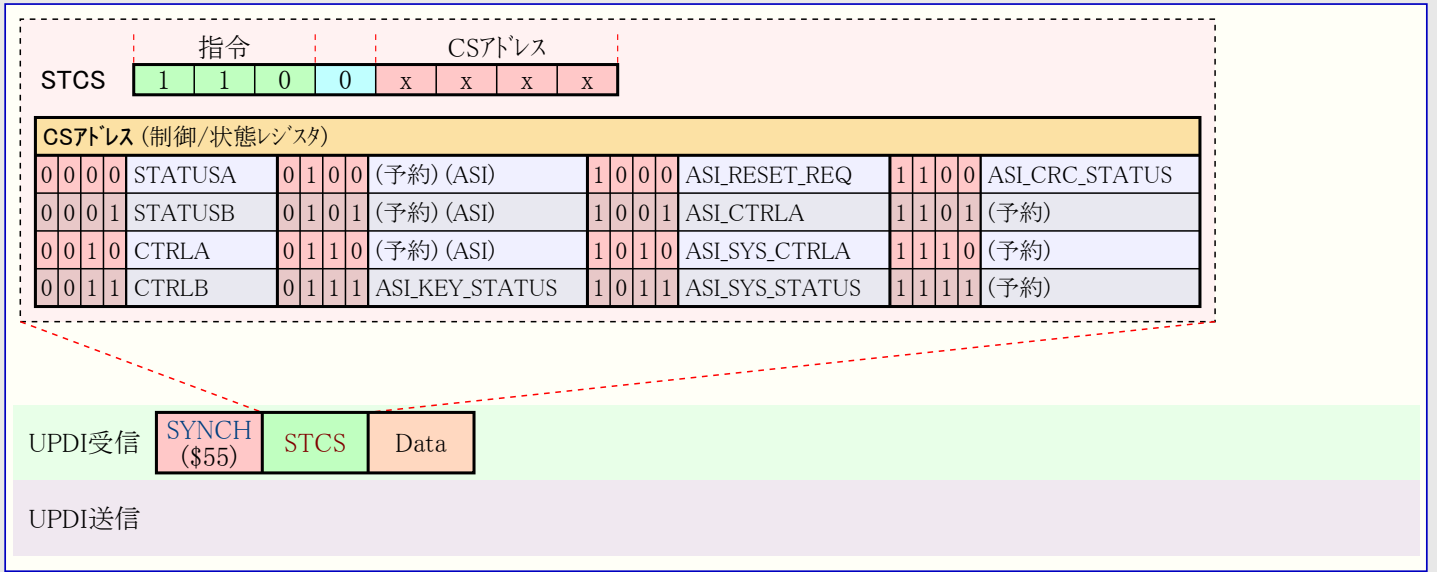 指令 CSアドレス
STCS 1 1 0 0 x x x x
CSアドレス (制御/状態レジスタ)
0 0 0 0 STATUSA 0 1 0 0 (予約) (ASI) 1 0 0 0 ASI_RESET_REQ 1 1 0 0 ASI_CRC_STATUS
0 0 0 1 STATUSB 0 1 0 1 (予約) (ASI) 1 0 0 1 ASI_CTRLA 1 1 0 1 (予約)
0 0 1 0 CTRLA 0 1 1 0 (予約) (ASI) 1 0 1 0 ASI_SYS_CTRLA 1 1 1 0 (予約)
0 0 1 1 CTRLB 0 1 1 1 ASI_KEY_STATUS 1 0 1 1 ASI_SYS_STATUS 1 1 1 1 (予約)
UPDI受信 SYNCH ($55) STCS Data
UPDI送信